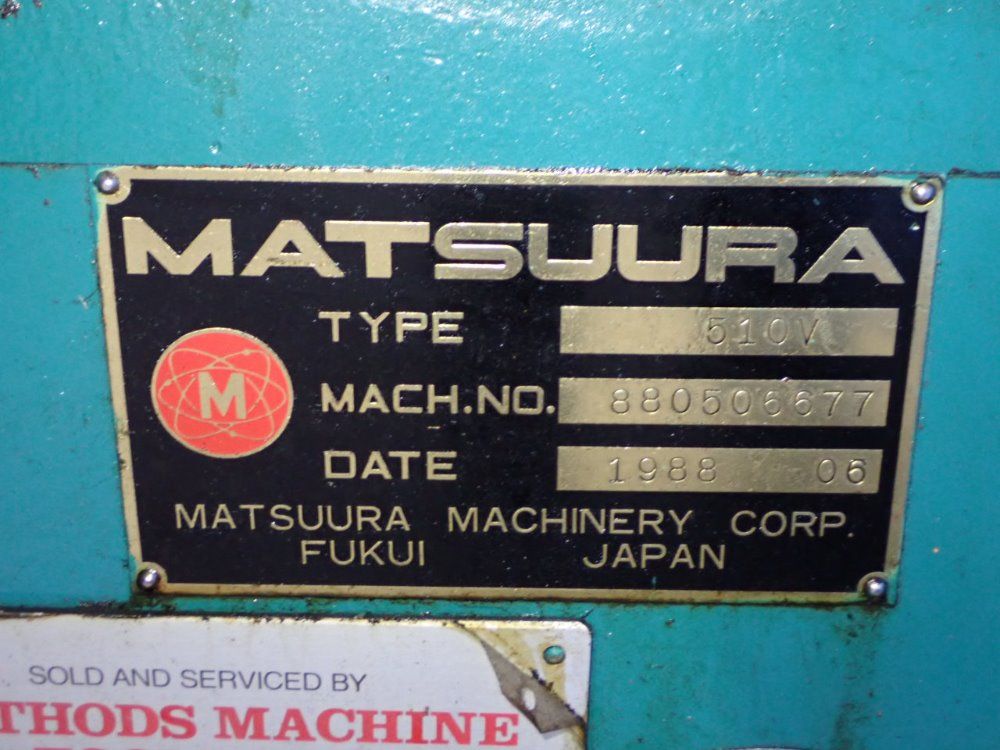 MATSUURA
TYPE 510V
M
MACH.NO. 880506677
DATE 1988 06
MATSUURA MACHINERY CORP.
FUKUI JAPAN
SOLD AND SERVICED BY
THODS MACHINE